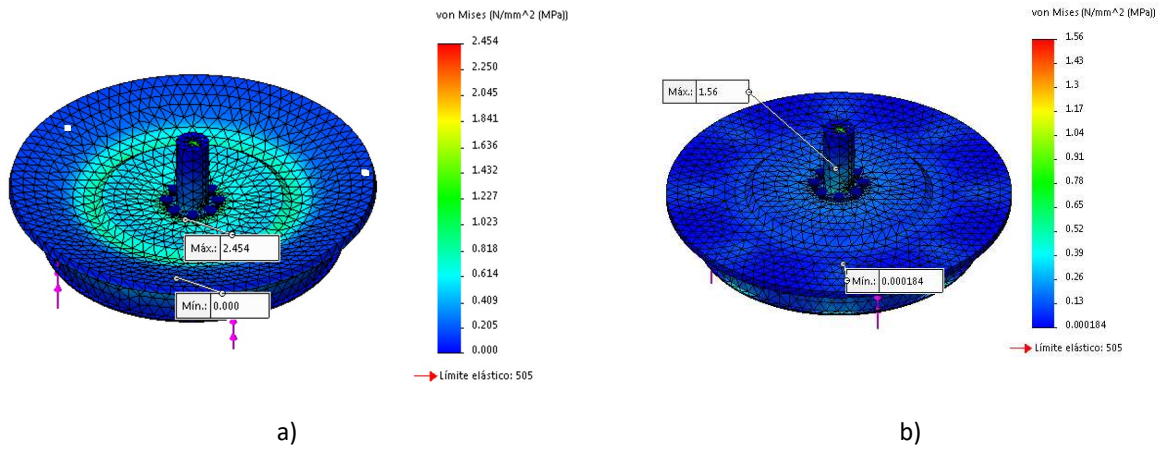 von Mises (N/mm^2 (MPa))
2.454
2.250
2.045
1.841
1.636
1.432
1.227
1.023
0.818
0.614
0.409
0.205
0.000
Límite elástico: 505
Máx.: 2.454
Mín.: 0.000
a)
von Mises (N/mm^2 (MPa))
1.56
1.43
1.3
1.17
1.04
0.91
0.78
0.65
0.52
0.39
0.26
0.13
0.000184
Límite elástico: 505
Máx.: 1.56
Mín.: 0.000184
b)